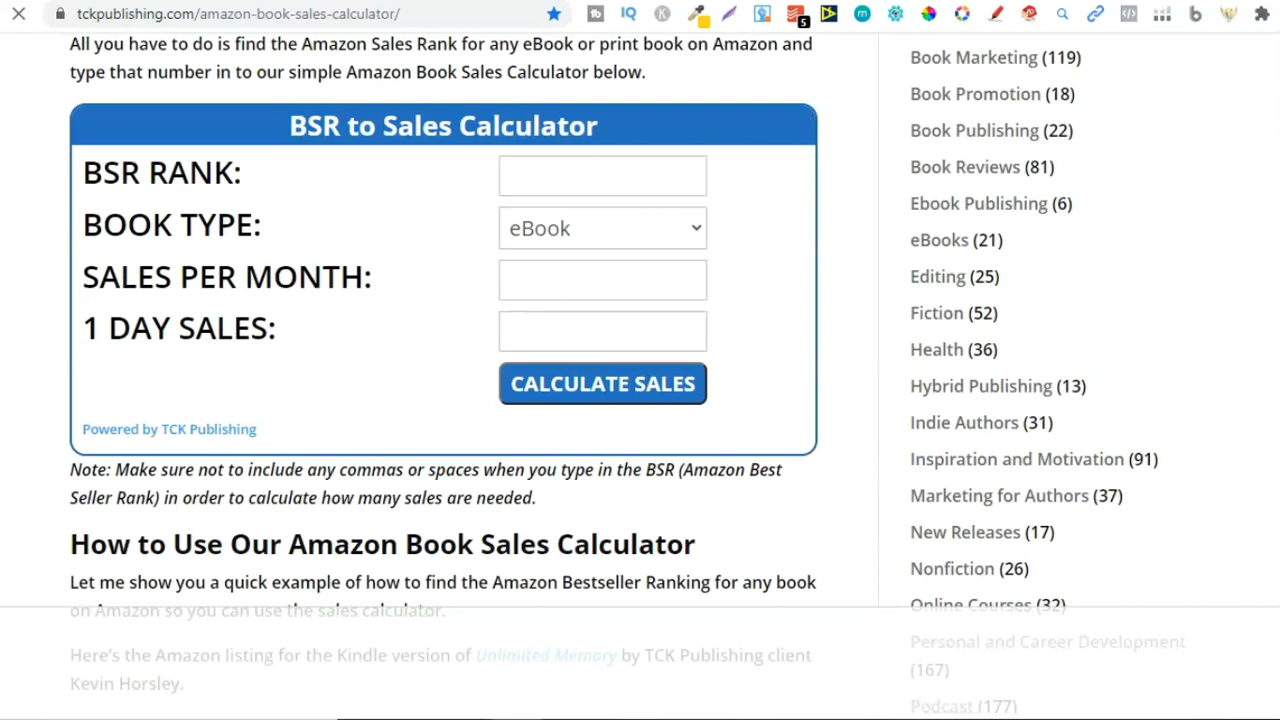 tckpublishing.com/amazon-book-sales-calculator/
All you have to do is find the Amazon Sales Rank for any eBook or print book on Amazon and
type that number in to our simple Amazon Book Sales Calculator below.
BSR to Sales Calculator
BSR RANK:
BOOK TYPE:
eBook
SALES PER MONTH:
1 DAY SALES:
CALCULATE SALES
Powered by TCK Publishing
Note: Make sure not to include any commas or spaces when you type in the BSR (Amazon Best
Seller Rank) in order to calculate how many sales are needed.
How to Use Our Amazon Book Sales Calculator
Let me show you a quick example of how to find the Amazon Bestseller Ranking for any book
on Amazon so you can use the sales calculator.
Here's the Amazon listing for the Kindle version of Unlimited Memory by TCK Publishing client
Kevin Horsley.
Book Marketing (119)
Book Promotion (18)
Book Publishing (22)
Book Reviews (81)
Ebook Publishing (6)
eBooks (21)
Editing (25)
Fiction (52)
Health (36)
Hybrid Publishing (13)
Indie Authors (31)
Inspiration and Motivation (91)
Marketing for Authors (37)
New Releases (17)
Nonfiction (26)
Online Courses (32)
Personal and Career Development
(167)
Podcast (177)
IQ
5